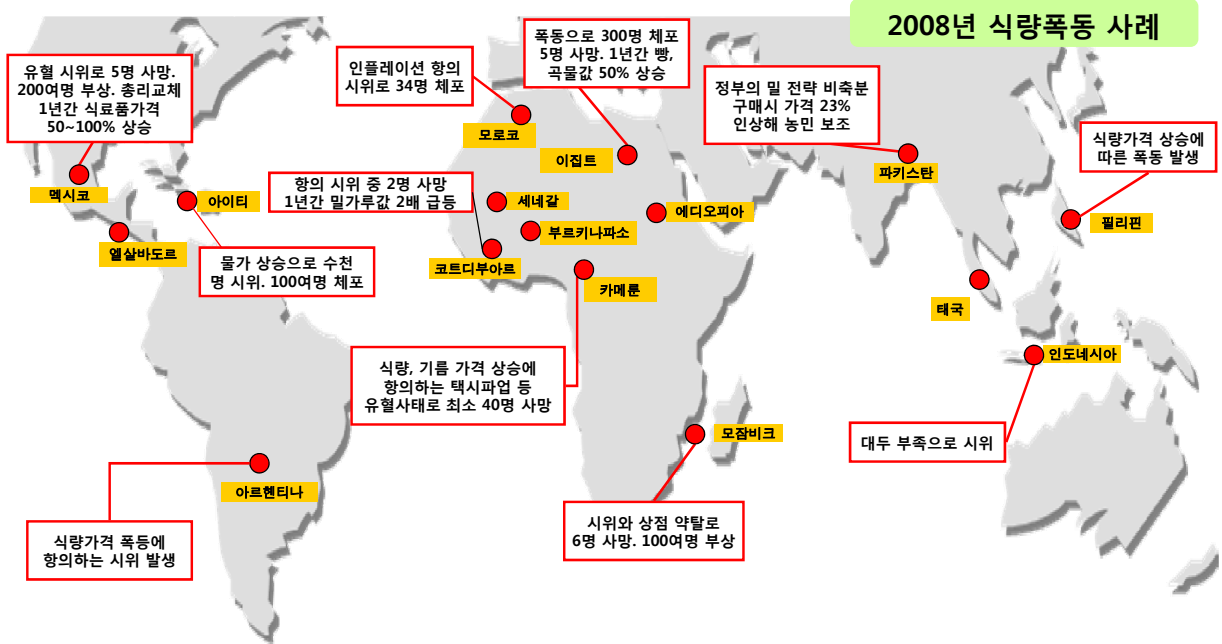 2008년 식량폭동 사례
유혈 시위로 5명 사망.
200여명 부상. 총리교체
1년간 식료품가격
50~100% 상승
인플레이션 항의
시위로 34명 체포
폭동으로 300명 체포
5명 사망. 1년간 빵,
곡물값 50% 상승
정부의 밀 전략 비축분
구매시 가격 23%
인상해 농민 보조
식량가격 상승에
따른 폭동 발생
모로코
이집트
파키스탄
멕시코
아이티
항의 시위 중 2명 사망
1년간 밀가루값 2배 급등
세네갈
에디오피아
필리핀
엘살바도르
부르키나파소
물가 상승으로 수천
명 시위. 100여명 체포
코트디부아르
카메룬
태국
인도네시아
식량, 기름 가격 상승에
항의하는 택시파업 등
유혈사태로 최소 40명 사망
모잠비크
대두 부족으로 시위
아르헨티나
시위와 상점 약탈로
6명 사망. 100여명 부상
식량가격 폭등에
항의하는 시위 발생